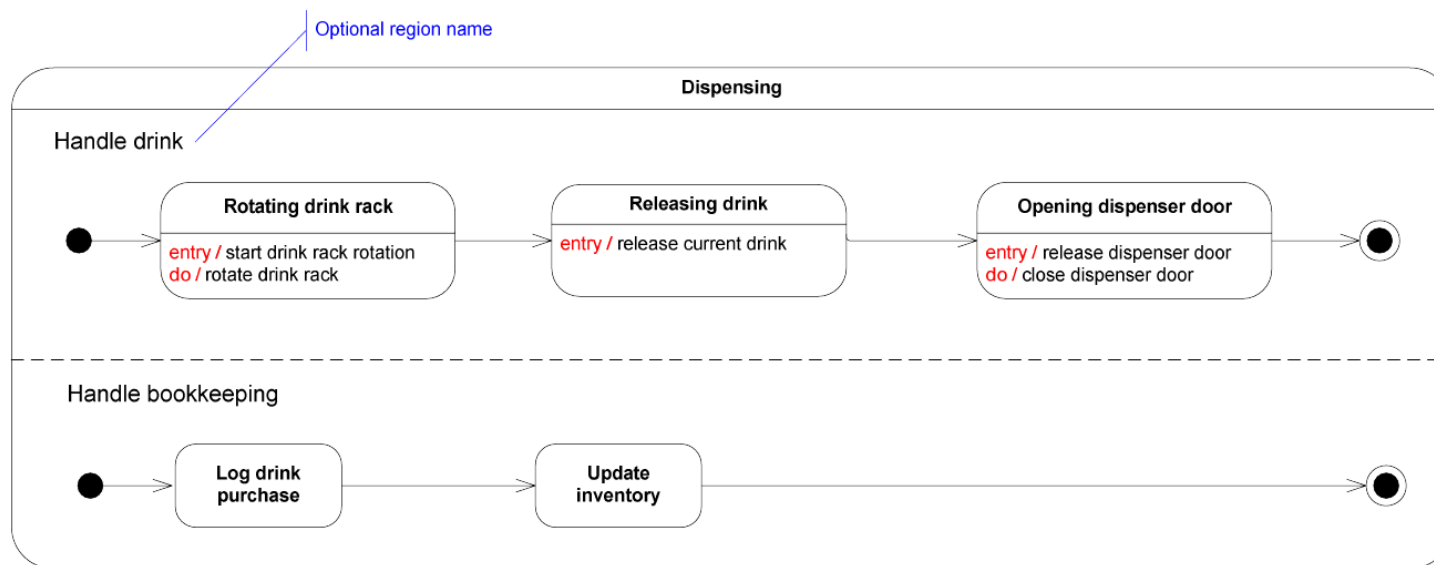 Optional region name
Dispensing
Handle drink
Rotating drink rack
entry / start drink rack rotation
do / rotate drink rack
Releasing drink
entry / release current drink
Opening dispenser door
entry / release dispenser door
do / close dispenser door
Handle bookkeeping
Log drink
purchase
Update
inventory